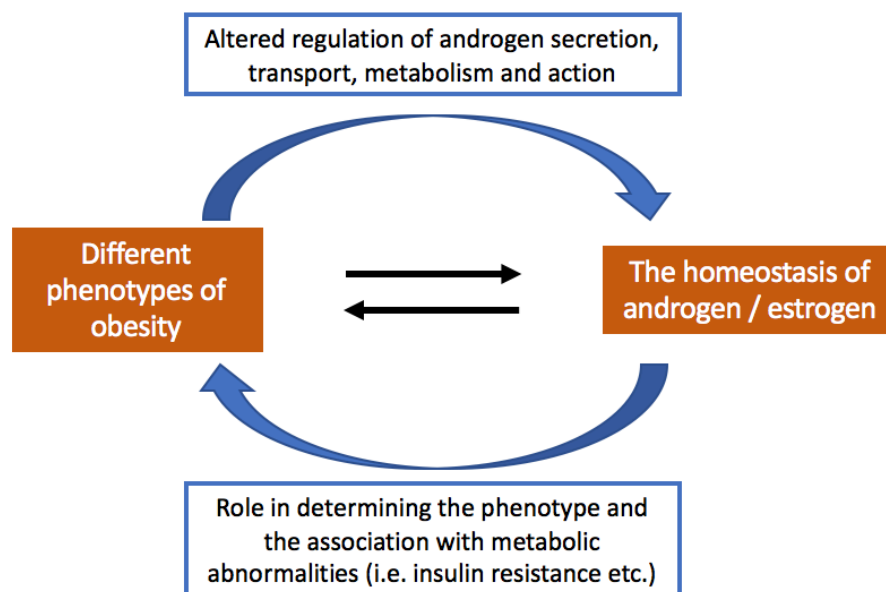 Altered regulation of androgen secretion,
transport, metabolism and action
Different
phenotypes of
obesity
The homeostasis of
androgen / estrogen
Role in determining the phenotype and
the association with metabolic
abnormalities (i.e. insulin resistance etc.)